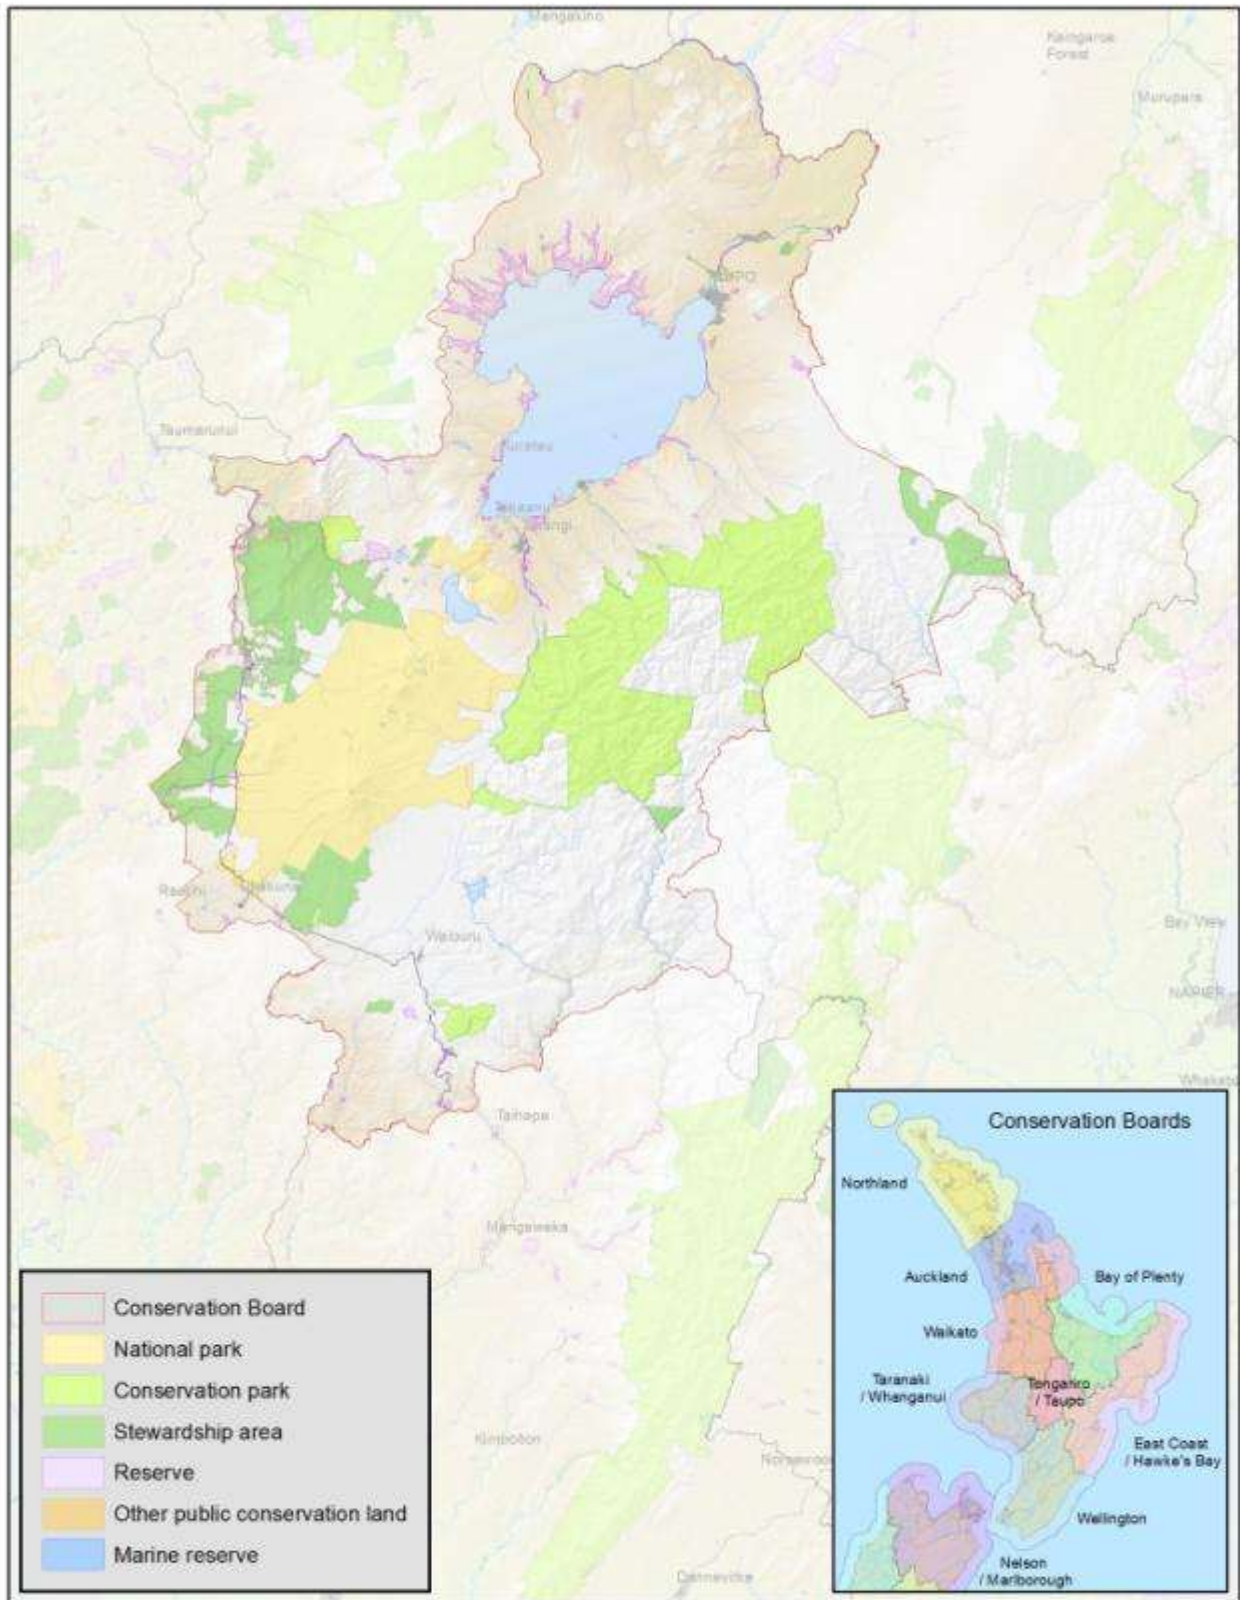 Mangakino
Kaingaroa
Forest
Murupara
TAUPO
Taumarunui
Kuratau
Turangi
Raetihi
Ohakune
Waiouru
Bay View
NAPIER
Taihape
Mangaweka
Kimbolton
Dannevirke
Conservation Board
National park
Conservation park
Stewardship area
Reserve
Other public conservation land
Marine reserve
Conservation Boards
Northland
Auckland
Bay of Plenty
Waikato
Taranaki
/ Whanganui
Tongariro
/ Taupo
East Coast
/ Hawke's Bay
Wellington
Nelson
/ Marlborough